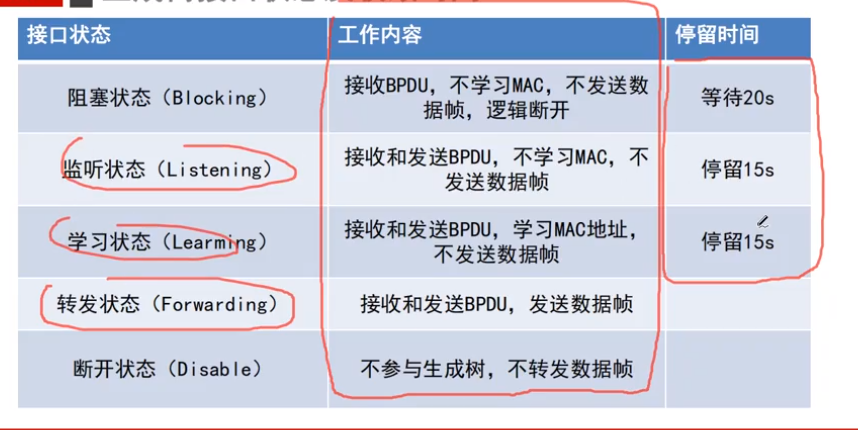 接口状态
工作内容
停留时间
阻塞状态（Blocking）
接收BPDU，不学习MAC，不发送数
据帧，逻辑断开
等待20s
监听状态（Listening）
接收和发送BPDU，不学习MAC，不
发送数据帧
停留15s
学习状态（Learming）
接收和发送BPDU，学习MAC地址，
不发送数据帧
停留15s
转发状态（Forwarding）
接收和发送BPDU，发送数据帧
断开状态（Disable）
不参与生成树，不转发数据帧